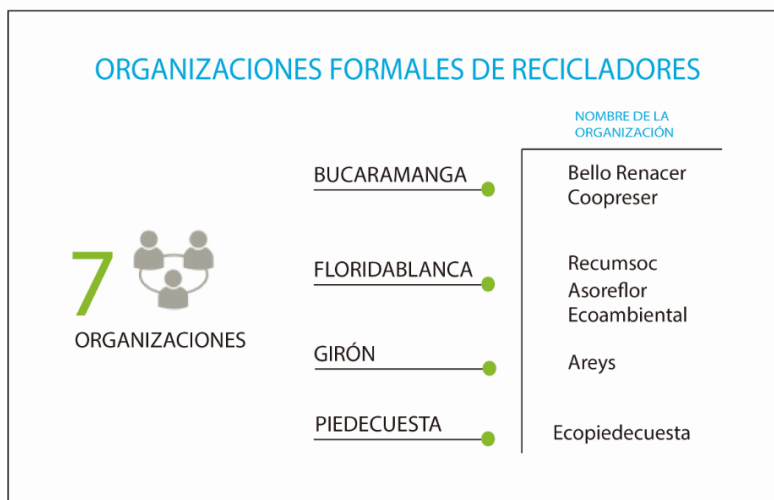 ORGANIZACIONES FORMALES DE RECICLADORES
NOMBRE DE LA
ORGANIZACIÓN
BUCARAMANGA
Bello Renacer
Coopreser
7
ORGANIZACIONES
FLORIDABLANCA
Recumsoc
Asoreflor
Ecoambiental
GIRÓN
Areys
PIEDECUESTA
Ecopiedecuesta